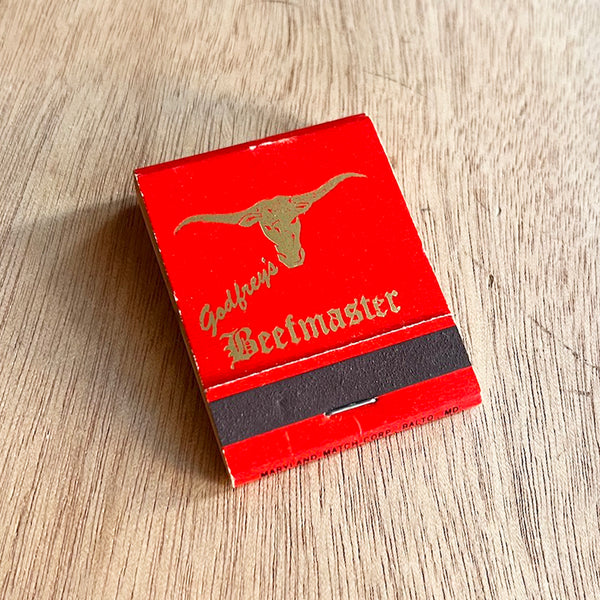 Godfrey's
Beefmaster
MARYLAND MATCH CORP., BALTO., MD.